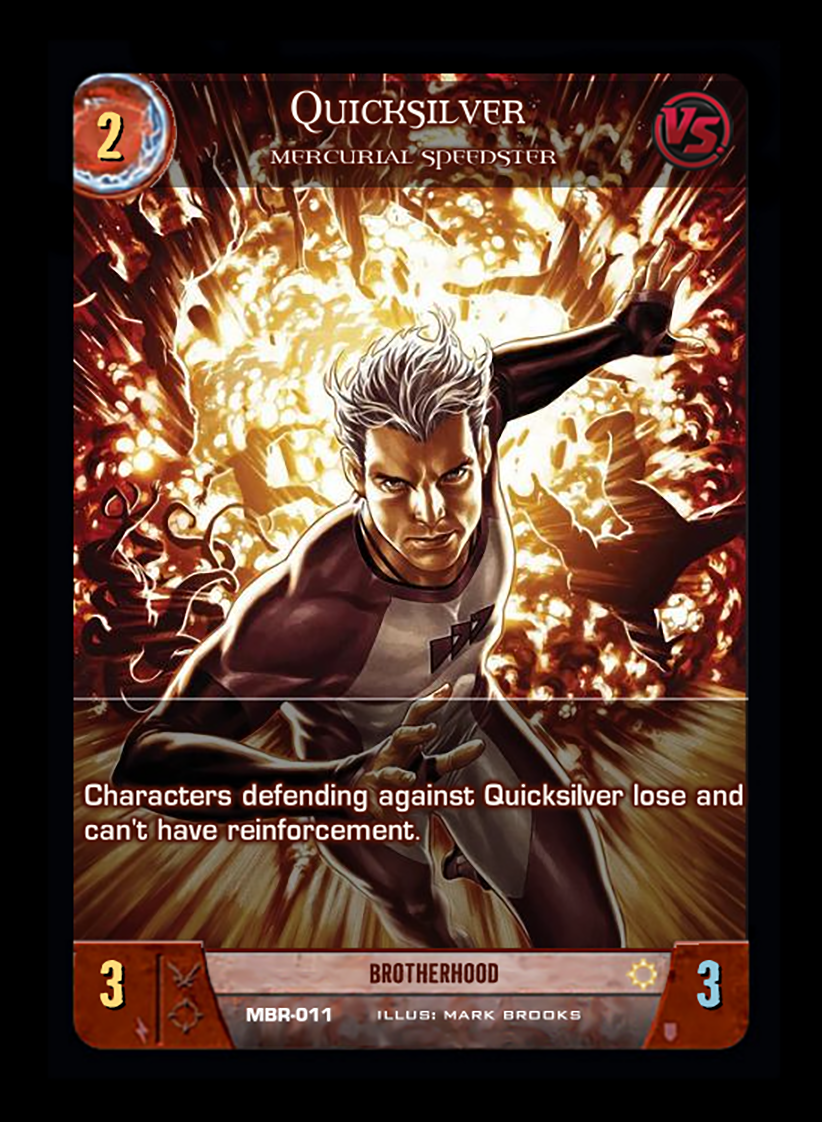 2
Quicksilver
Mercurial Speedster
VS.
Characters defending against Quicksilver lose and
can't have reinforcement.
3
BROTHERHOOD
3
MBR-011 ILLUS: MARK BROOKS